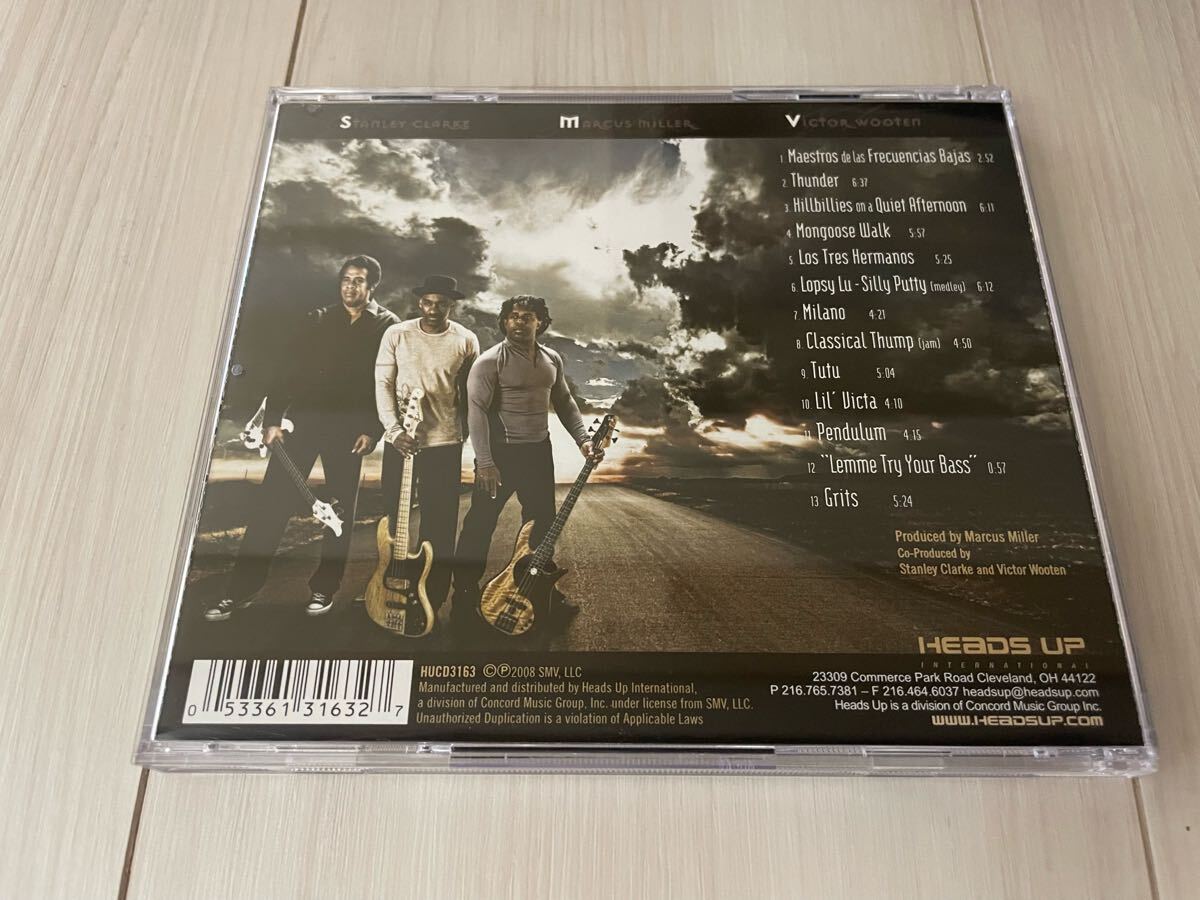 Stanley Clarke
Marcus Miller
Victor Wooten
1 Maestros de las Frecuencias Bajas 2:52
2. Thunder 6:37
3. Hillbillies on a Quiet Afternoon 6:11
4. Mongoose Walk 5:57
5. Los Tres Hermanos 5:25
6. Lopsy Lu - Silly Putty (medley) 6:12
7. Milano 4:21
8. Classical Thump (jam) 4:50
9. Tutu 5:04
10. Lil' Victa 4:10
11 Pendulum 4:15
12 "Lemme Try Your Bass" 0:57
13 Grits 5:24
Produced by Marcus Miller
Co-Produced by
Stanley Clarke and Victor Wooten
HEADS UP
INTERNATIONAL
23309 Commerce Park Road Cleveland, OH 44122
P 216.765.7381 – F 216.464.6037 headsup@headsup.com
Heads Up is a division of Concord Music Group Inc.
WWW.HEADSUP.COM
HUCD3163 ©℗2008 SMV, LLC
Manufactured and distributed by Heads Up International,
a division of Concord Music Group, Inc. under license from SMV, LLC.
Unauthorized Duplication is a violation of Applicable Laws
0 53361 31632 7